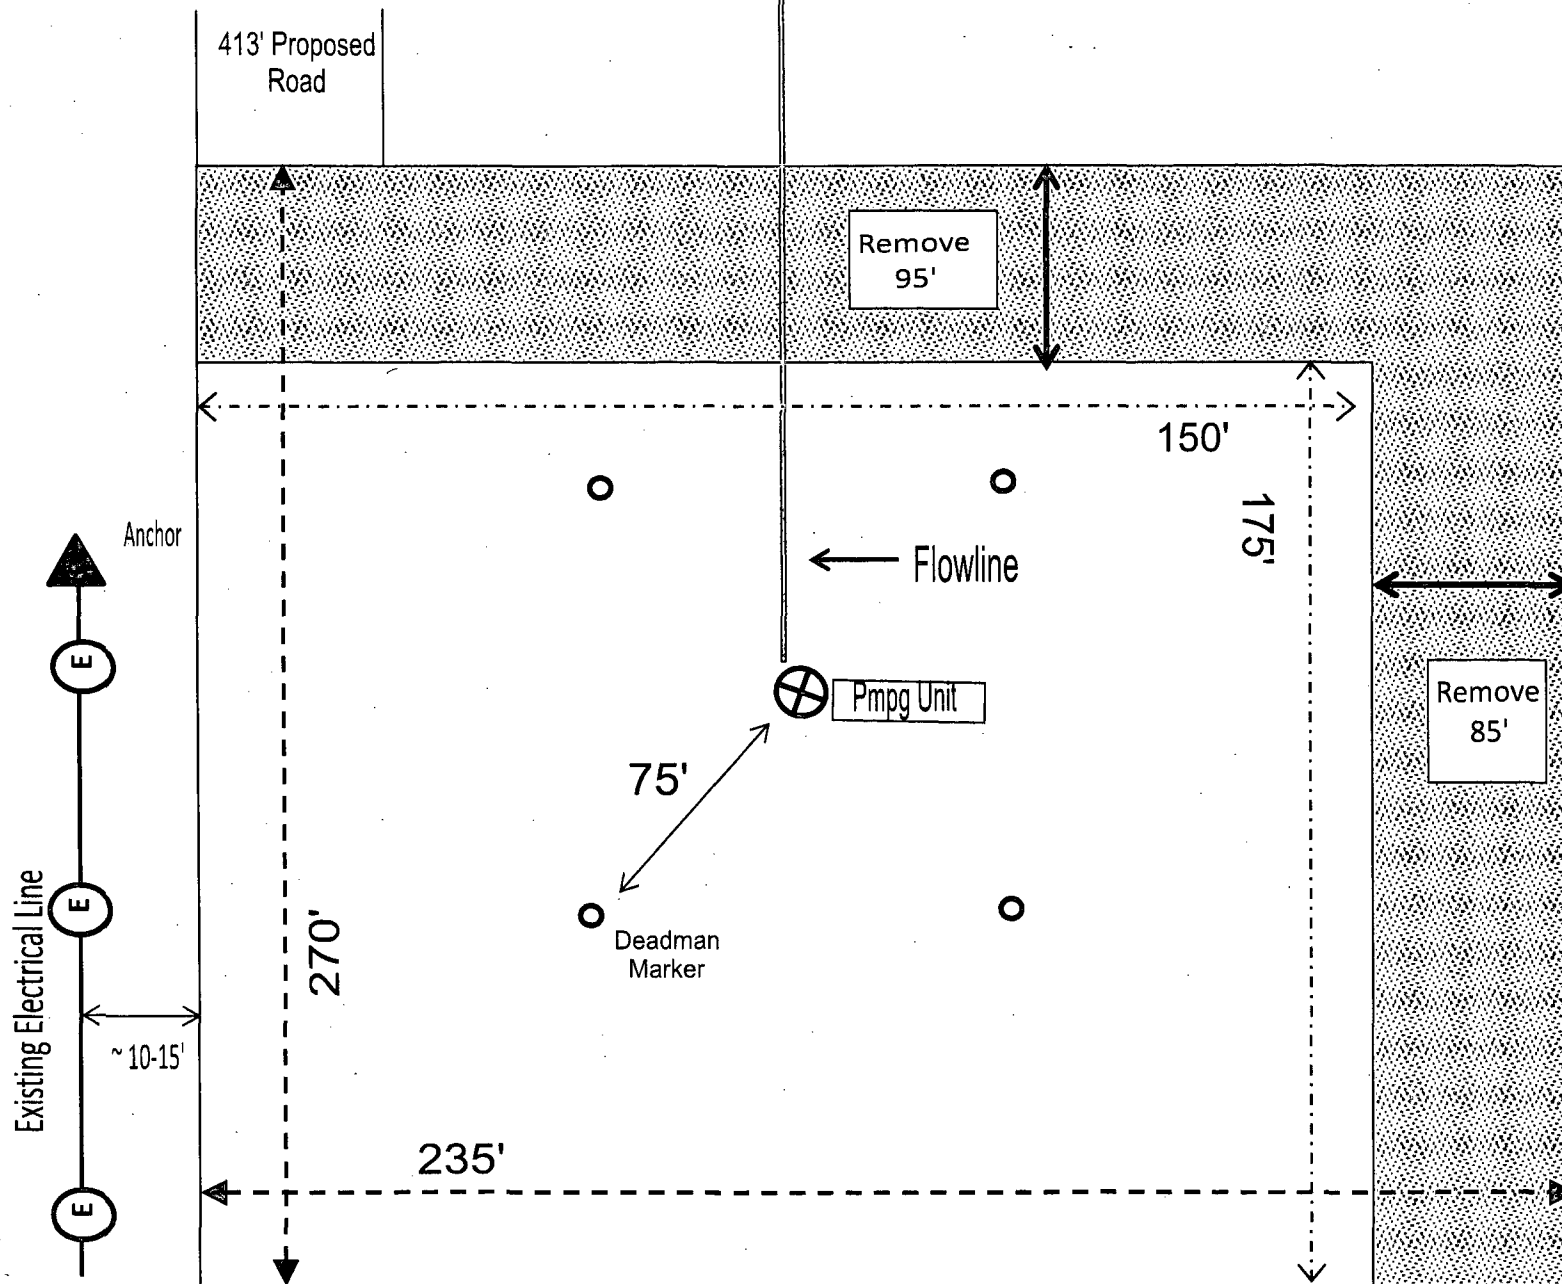 413' Proposed
Road
Remove
95'
150'
175'
Anchor
Flowline
E
Pmpg Unit
Remove
85'
75'
E
Existing Electrical Line
270'
Deadman
Marker
~ 10-15'
235'
E